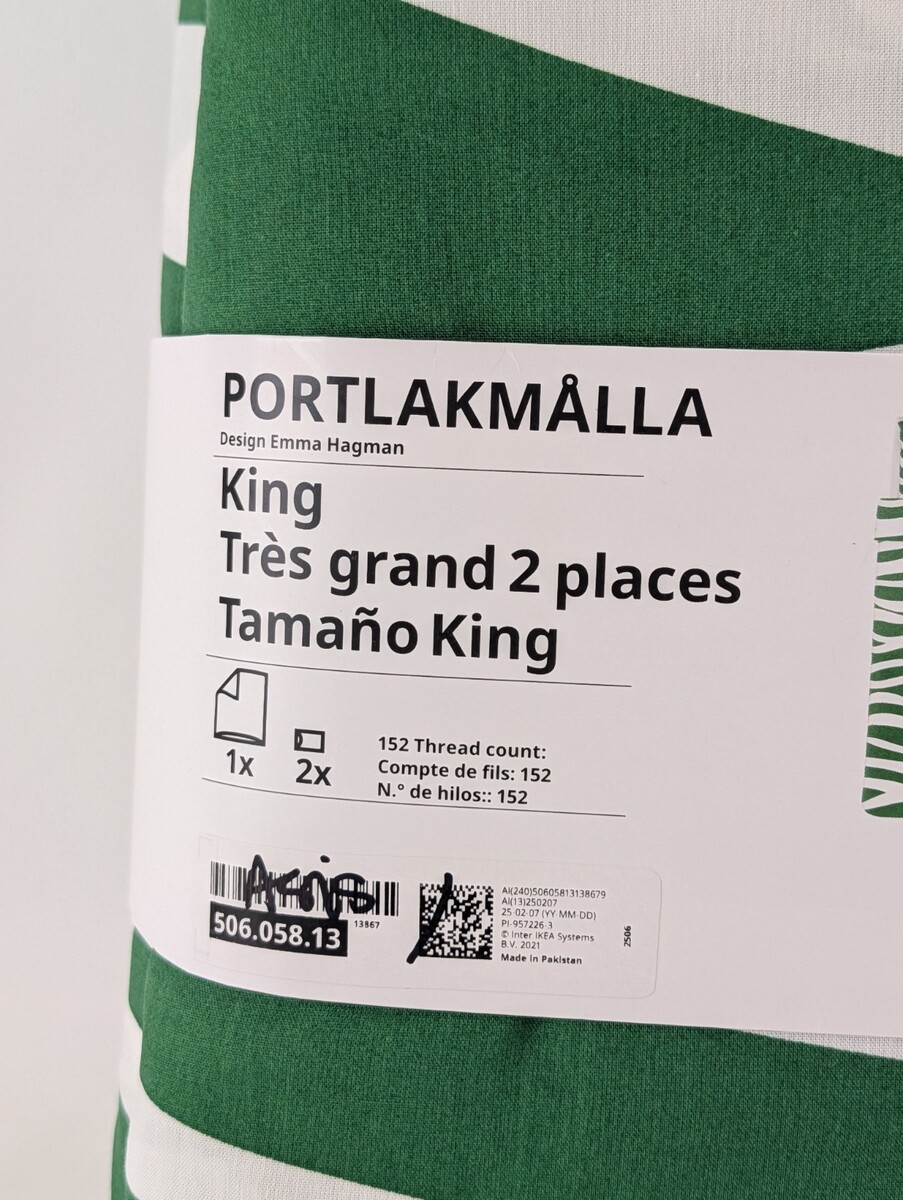 PORTLAKMÅLLA
Design Emma Hagman
King
Très grand 2 places
Tamaño King
1x
2x
152 Thread count:
Compte de fils: 152
N.° de hilos:: 152
506.058.13
13867
AI(240)50605813138679
AI(13)250207
25-02-07 (YY-MM-DD)
PI-957226-3
© Inter IKEA Systems
B.V. 2021
Made in Pakistan
2506